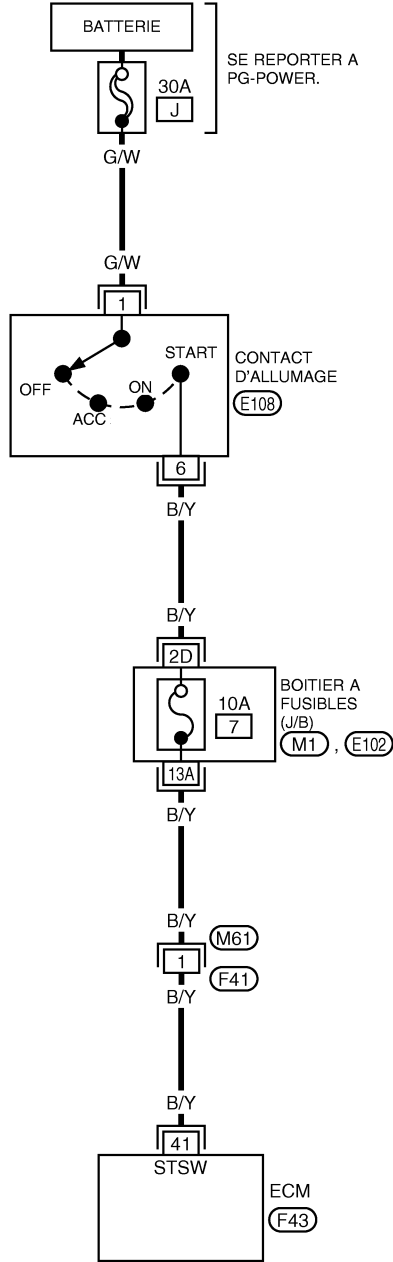 BATTERIE
SE REPORTER A
PG-POWER.
30A
J
G/W
G/W
1
START
OFF
ON
ACC
CONTACT
D'ALLUMAGE
E108
6
B/Y
B/Y
2D
10A
7
BOITIER A
FUSIBLES
(J/B)
M1 , E102
13A
B/Y
B/Y
M61
1
F41
B/Y
B/Y
41
STSW
ECM
F43